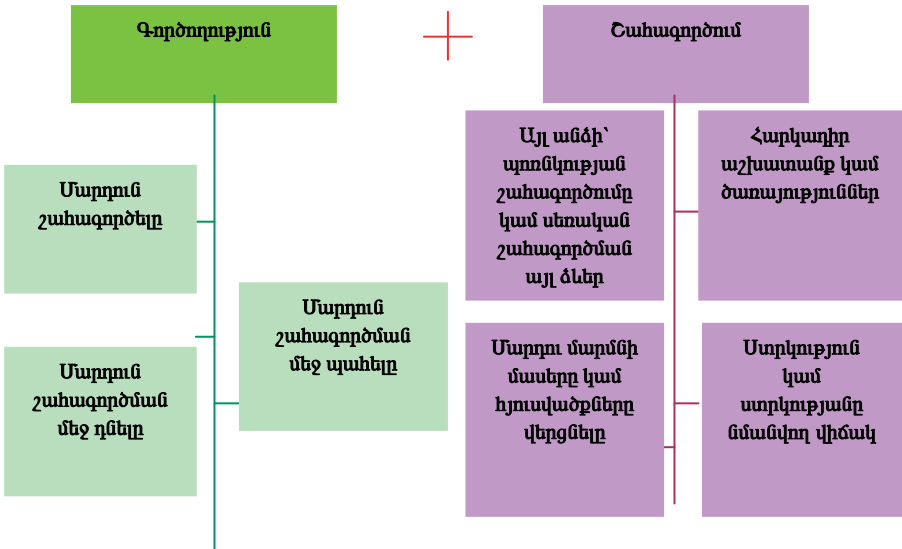 Գործողություն
Մարդուն
շահագործելը
Մարդուն
շահագործման
մեջ պահելը
Մարդուն
շահագործման
մեջ դնելը
Շահագործում
Այլ անձի՝
պոռնկության
շահագործումը
կամ սեռական
շահագործման
այլ ձևեր
Հարկադիր
աշխատանք կամ
ծառայություններ
Մարդու մարմնի
մասերը կամ
հյուսվածքները
վերցնելը
Ստրկություն
կամ
ստրկությանը
նմանվող վիճակ